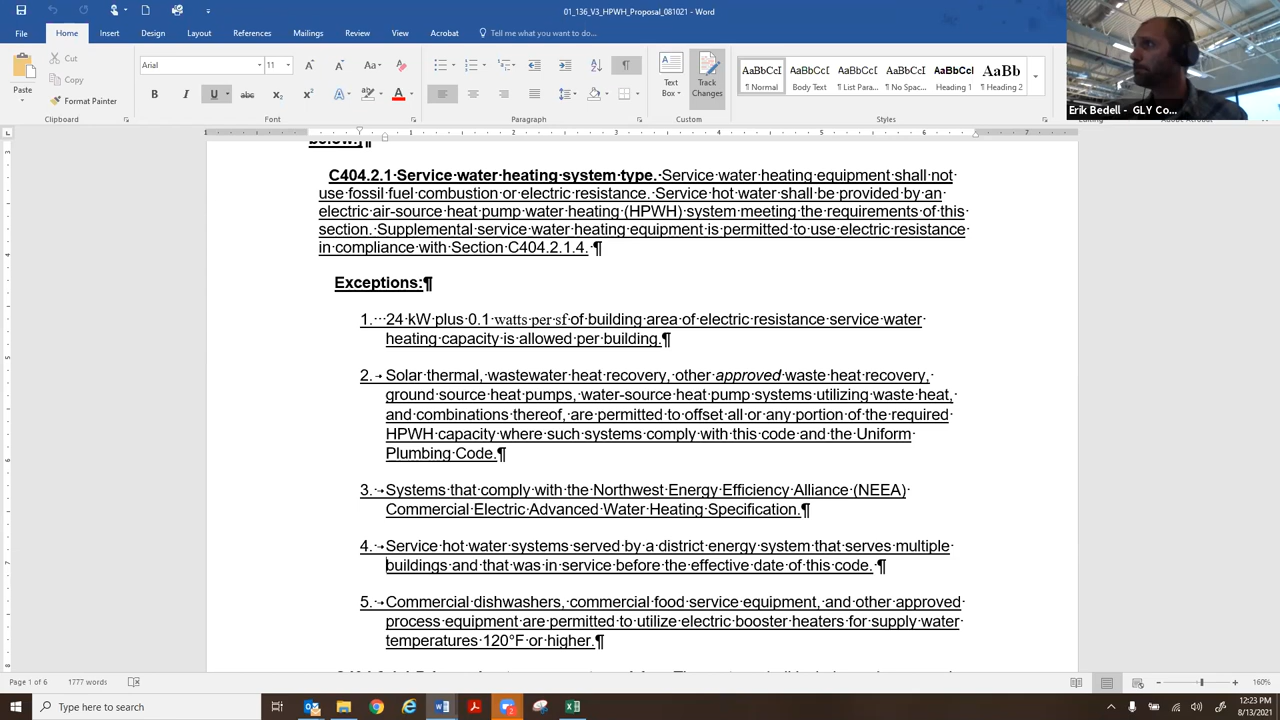 01_136_V3_HPWH_Proposal_081021 - Word
File Home Insert Design Layout References Mailings Review View Acrobat Tell me what you want to do...
Paste
Cut
Copy
Format Painter
Clipboard
Arial 11
B I U abc x₂ x²
Font
Paragraph
Text Box
Track Changes
Custom
AaBbCcI AaBbCcI AaBbCcI AaBbCcI AaBbCcI AaBb
¶ Normal Body Text ¶ List Para... ¶ No Spac... Heading 1 ¶ Heading 2
Styles
Erik Bedell - GLY Co...
below.¶
C404.2.1·Service·water·heating·system·type.·Service·water·heating·equipment·shall·not·
use·fossil·fuel·combustion·or·electric·resistance.·Service·hot·water·shall·be·provided·by·an·
electric·air-source·heat·pump·water·heating·(HPWH)·system·meeting·the·requirements·of·this·
section.·Supplemental·service·water·heating·equipment·is·permitted·to·use·electric·resistance·
in·compliance·with·Section·C404.2.1.4.·¶
Exceptions:¶
1.···24·kW·plus·0.1·watts·per·sf·of·building·area·of·electric·resistance·service·water·
heating·capacity·is·allowed·per·building.¶
2.→Solar·thermal,·wastewater·heat·recovery,·other·approved·waste·heat·recovery,·
ground·source·heat·pumps,·water-source·heat·pump·systems·utilizing·waste·heat,·
and·combinations·thereof,·are·permitted·to·offset·all·or·any·portion·of·the·required·
HPWH·capacity·where·such·systems·comply·with·this·code·and·the·Uniform·
Plumbing·Code.¶
3.·→Systems·that·comply·with·the·Northwest·Energy·Efficiency·Alliance·(NEEA)·
Commercial·Electric·Advanced·Water·Heating·Specification.¶
4.·→Service·hot·water·systems·served·by·a·district·energy·system·that·serves·multiple·
buildings·and·that·was·in·service·before·the·effective·date·of·this·code.·¶
5.·→Commercial·dishwashers,·commercial·food·service·equipment,·and·other·approved·
process·equipment·are·permitted·to·utilize·electric·booster·heaters·for·supply·water·
temperatures·120°F·or·higher.¶
Page 1 of 6 1777 words 160%
Type here to search
12:23 PM
8/13/2021